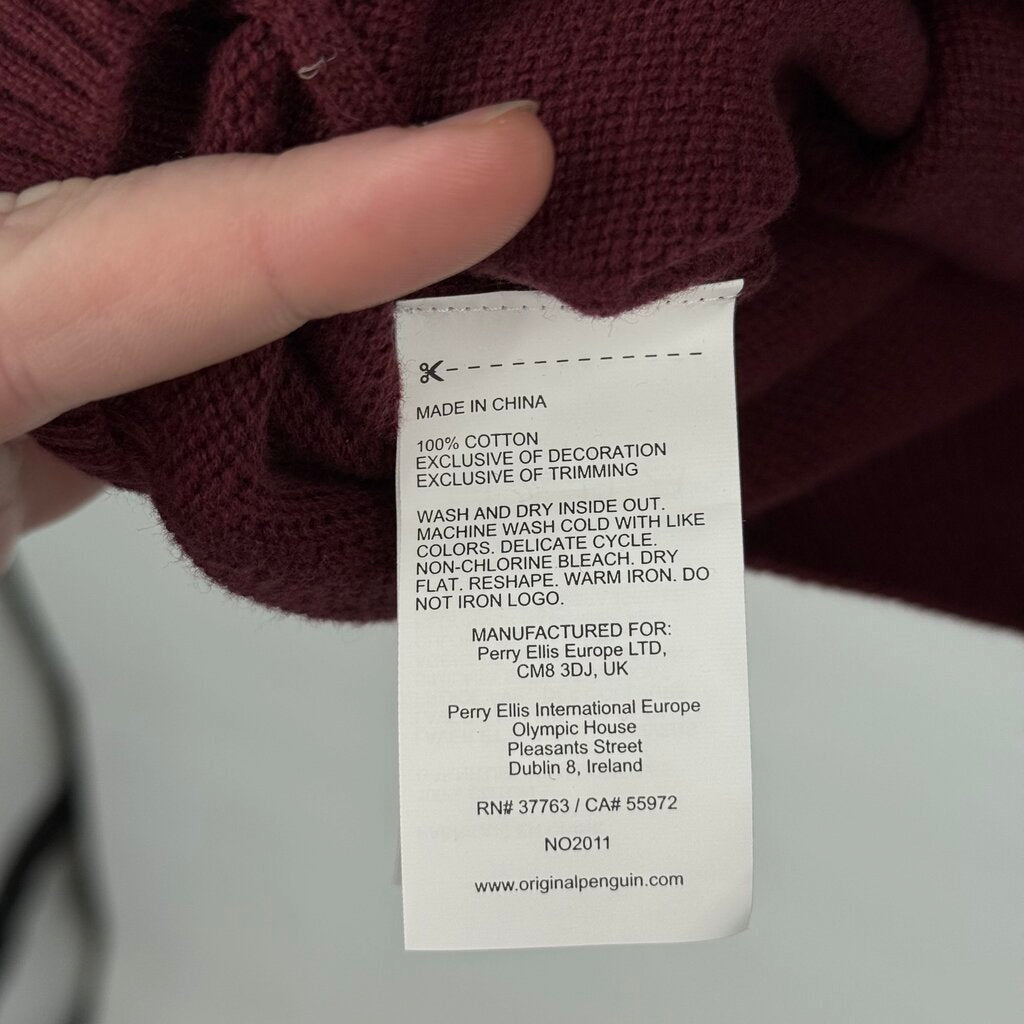 MADE IN CHINA
100% COTTON
EXCLUSIVE OF DECORATION
EXCLUSIVE OF TRIMMING
WASH AND DRY INSIDE OUT.
MACHINE WASH COLD WITH LIKE
COLORS. DELICATE CYCLE.
NON-CHLORINE BLEACH. DRY
FLAT. RESHAPE. WARM IRON. DO
NOT IRON LOGO.
MANUFACTURED FOR:
Perry Ellis Europe LTD,
CM8 3DJ, UK
Perry Ellis International Europe
Olympic House
Pleasants Street
Dublin 8, Ireland
RN# 37763 / CA# 55972
NO2011
www.originalpenguin.com